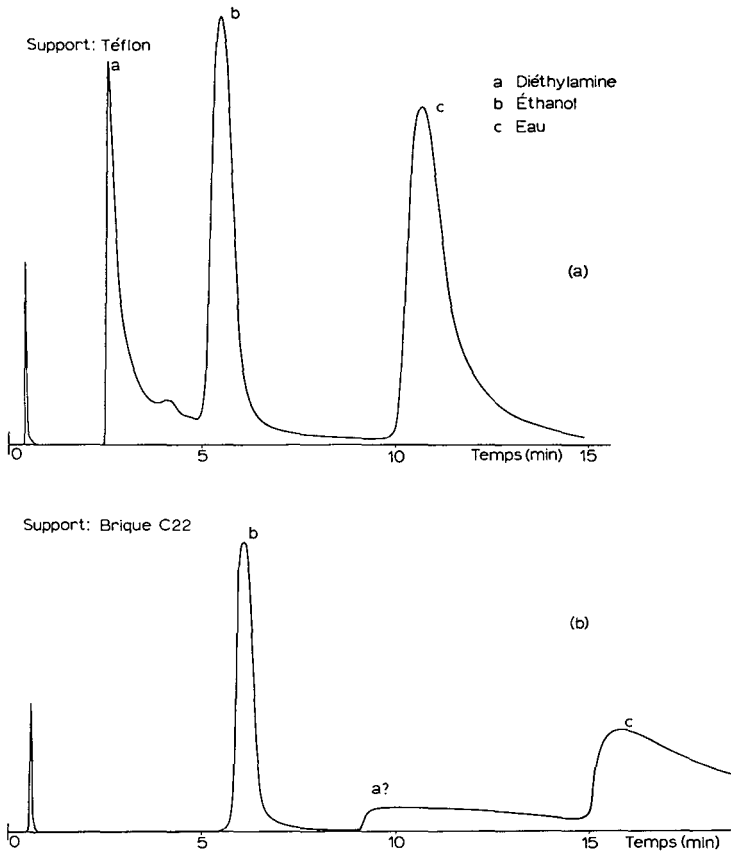 Support: Téflon
a
b
c
a Diéthylamine
b Éthanol
c Eau
(a)
0 5 10 Temps (min) 15
Support: Brique C22
b
(b)
a?
c
0 5 10 15 Temps (min)